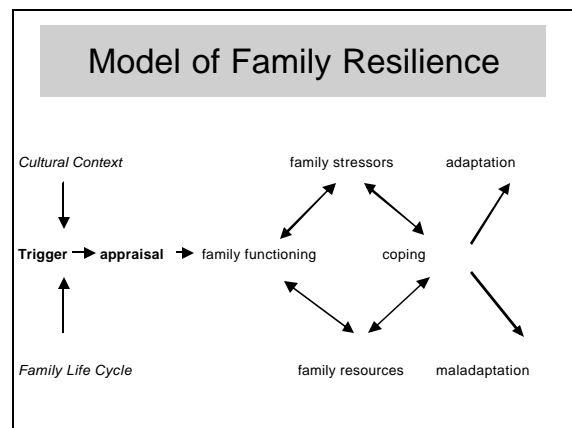 Model of Family Resilience
Cultural Context family stressors adaptation
Trigger appraisal family functioning coping
Family Life Cycle family resources maladaptation